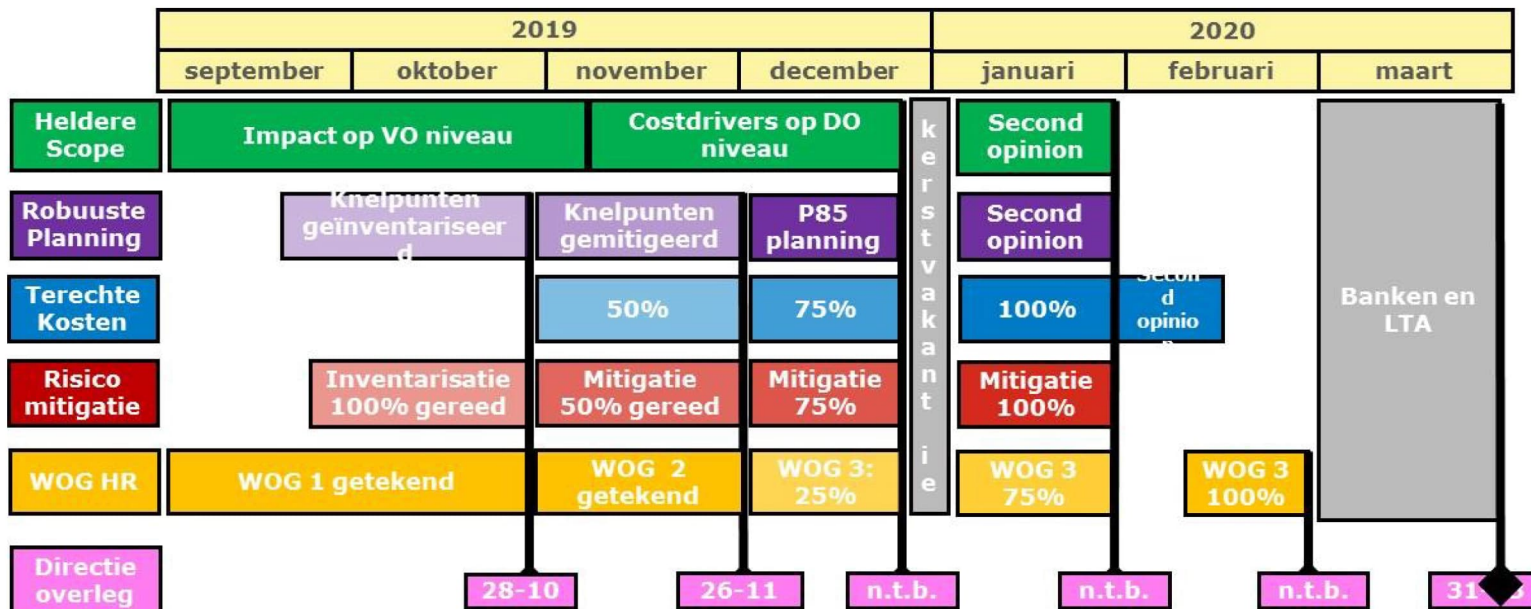 2019
2020
september
oktober
november
december
januari
februari
maart
Heldere
Scope
Impact op VO niveau
Costdrivers op DO
niveau
kerstvakantie
Second
opinion
Banken en
LTA
Robuuste
Planning
Knelpunten
geïnventariseer
d
Knelpunten
gemitigeerd
P85
planning
Second
opinion
Terechte
Kosten
50%
75%
100%
Secon
d
opinion
Risico
mitigatie
Inventarisatie
100% gereed
Mitigatie
50% gereed
Mitigatie
75%
Mitigatie
100%
WOG HR
WOG 1 getekend
WOG 2
getekend
WOG 3:
25%
WOG 3
75%
WOG 3
100%
Directie
overleg
28-10
26-11
n.t.b.
n.t.b.
n.t.b.